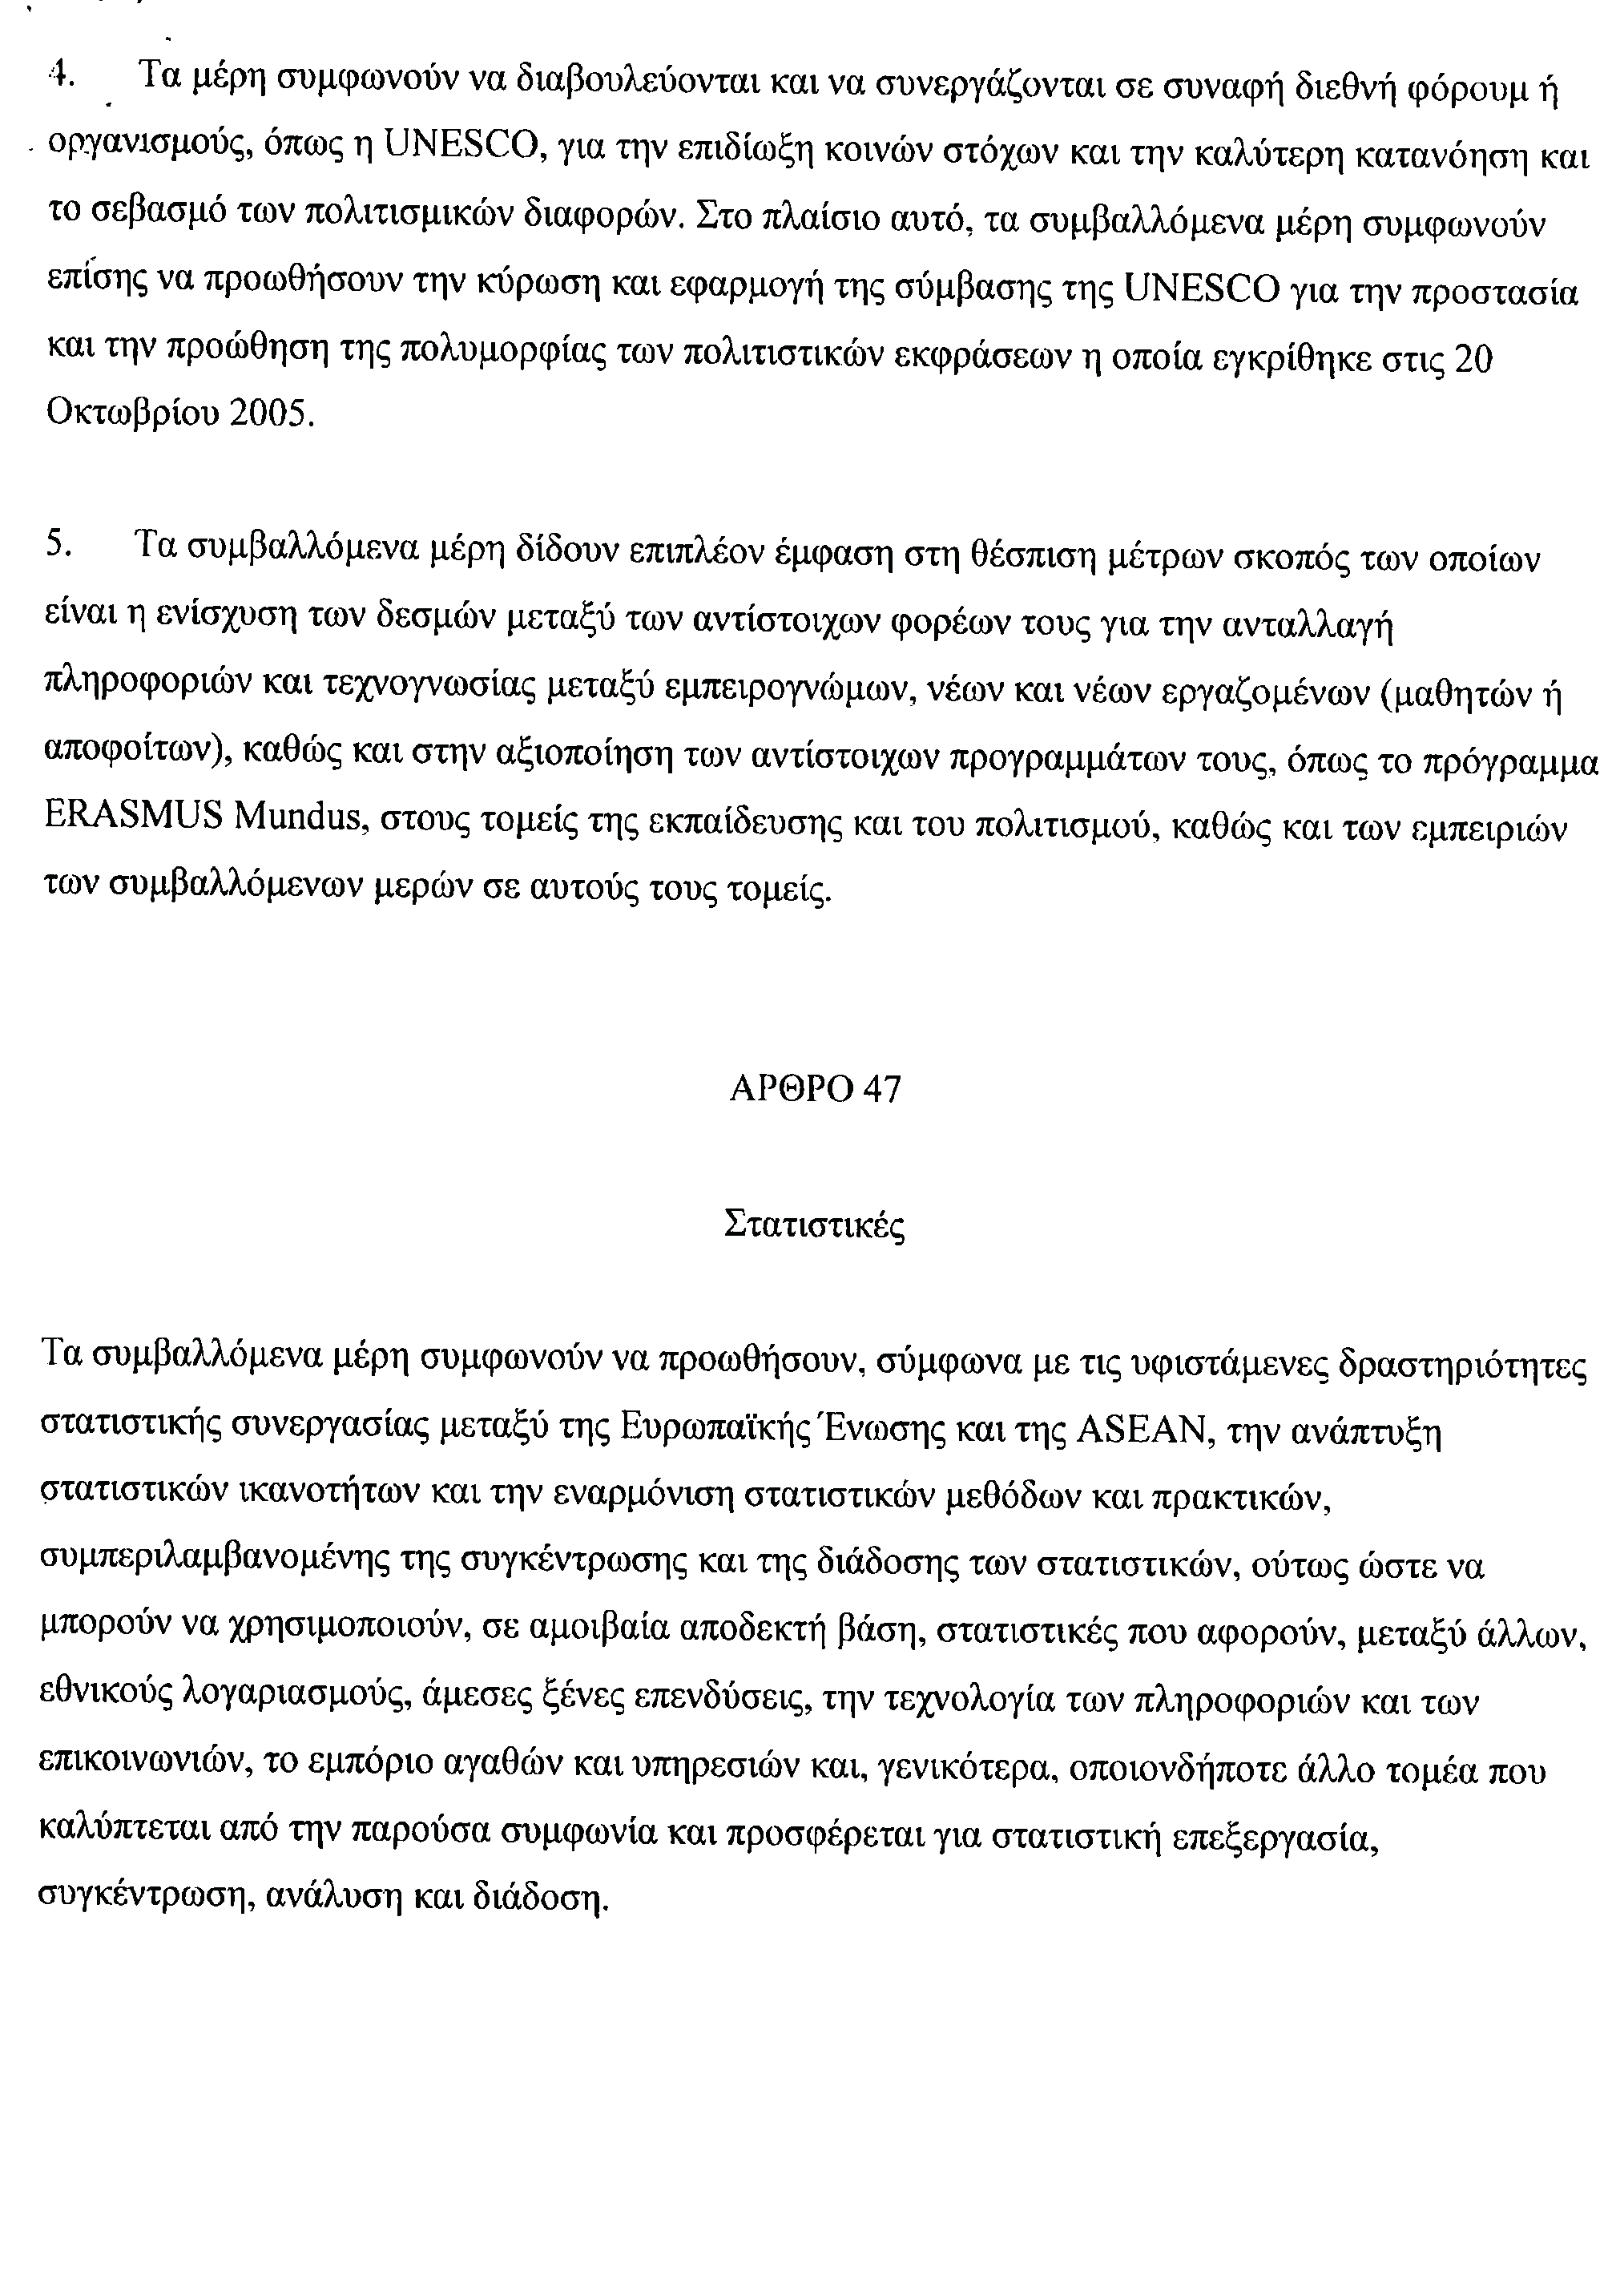 4. Τα μέρη συμφωνούν να διαβουλεύονται και να συνεργάζονται σε συναφή διεθνή φόρουμ ή
οργανισμούς, όπως η UNESCO, για την επιδίωξη κοινών στόχων και την καλύτερη κατανόηση και
το σεβασμό των πολιτισμικών διαφορών. Στο πλαίσιο αυτό, τα συμβαλλόμενα μέρη συμφωνούν
επίσης να προωθήσουν την κύρωση και εφαρμογή της σύμβασης της UNESCO για την προστασία
και την προώθηση της πολυμορφίας των πολιτιστικών εκφράσεων η οποία εγκρίθηκε στις 20
Οκτωβρίου 2005.
5. Τα συμβαλλόμενα μέρη δίδουν επιπλέον έμφαση στη θέσπιση μέτρων σκοπός των οποίων
είναι η ενίσχυση των δεσμών μεταξύ των αντίστοιχων φορέων τους για την ανταλλαγή
πληροφοριών και τεχνογνωσίας μεταξύ εμπειρογνώμων, νέων και νέων εργαζομένων (μαθητών ή
αποφοίτων), καθώς και στην αξιοποίηση των αντίστοιχων προγραμμάτων τους, όπως το πρόγραμμα
ERASMUS Mundus, στους τομείς της εκπαίδευσης και του πολιτισμού, καθώς και των εμπειριών
των συμβαλλόμενων μερών σε αυτούς τους τομείς.
ΑΡΘΡΟ 47
Στατιστικές
Τα συμβαλλόμενα μέρη συμφωνούν να προωθήσουν, σύμφωνα με τις υφιστάμενες δραστηριότητες
στατιστικής συνεργασίας μεταξύ της Ευρωπαϊκής Ένωσης και της ASEAN, την ανάπτυξη
στατιστικών ικανοτήτων και την εναρμόνιση στατιστικών μεθόδων και πρακτικών,
συμπεριλαμβανομένης της συγκέντρωσης και της διάδοσης των στατιστικών, ούτως ώστε να
μπορούν να χρησιμοποιούν, σε αμοιβαία αποδεκτή βάση, στατιστικές που αφορούν, μεταξύ άλλων,
εθνικούς λογαριασμούς, άμεσες ξένες επενδύσεις, την τεχνολογία των πληροφοριών και των
επικοινωνιών, το εμπόριο αγαθών και υπηρεσιών και, γενικότερα, οποιονδήποτε άλλο τομέα που
καλύπτεται από την παρούσα συμφωνία και προσφέρεται για στατιστική επεξεργασία,
συγκέντρωση, ανάλυση και διάδοση.